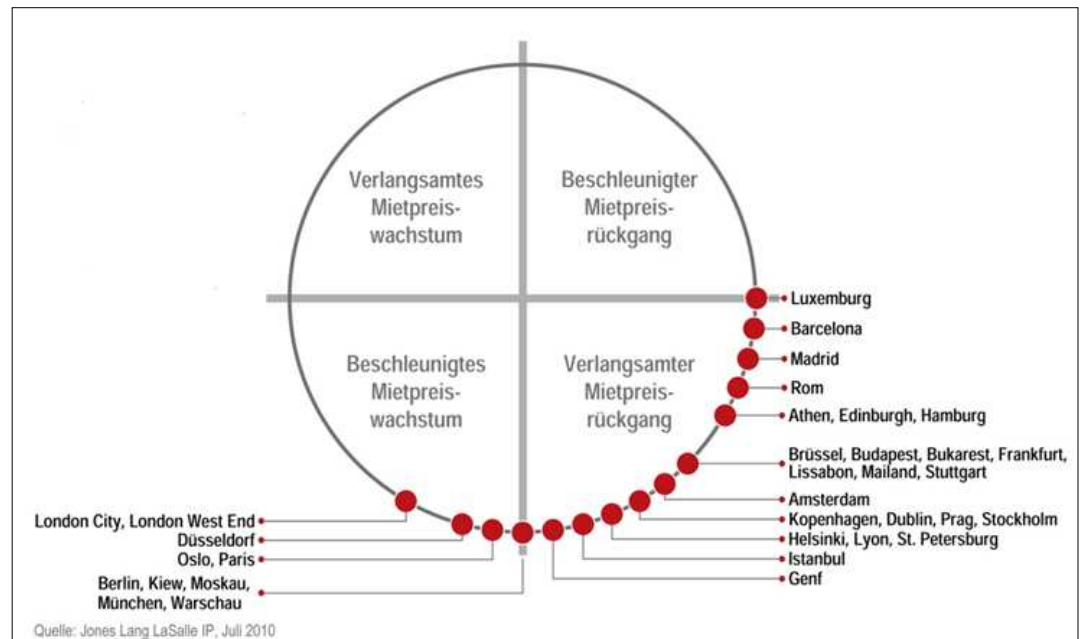 Verlangsamtes
Mietpreis-
wachstum
Beschleunigter
Mietpreis-
rückgang
Beschleunigtes
Mietpreis-
wachstum
Verlangsamter
Mietpreis-
rückgang
Luxemburg
Barcelona
Madrid
Rom
Athen, Edinburgh, Hamburg
Brüssel, Budapest, Bukarest, Frankfurt,
Lissabon, Mailand, Stuttgart
Amsterdam
Kopenhagen, Dublin, Prag, Stockholm
Helsinki, Lyon, St. Petersburg
Istanbul
Genf
London City, London West End
Düsseldorf
Oslo, Paris
Berlin, Kiew, Moskau,
München, Warschau
Quelle: Jones Lang LaSalle IP, Juli 2010